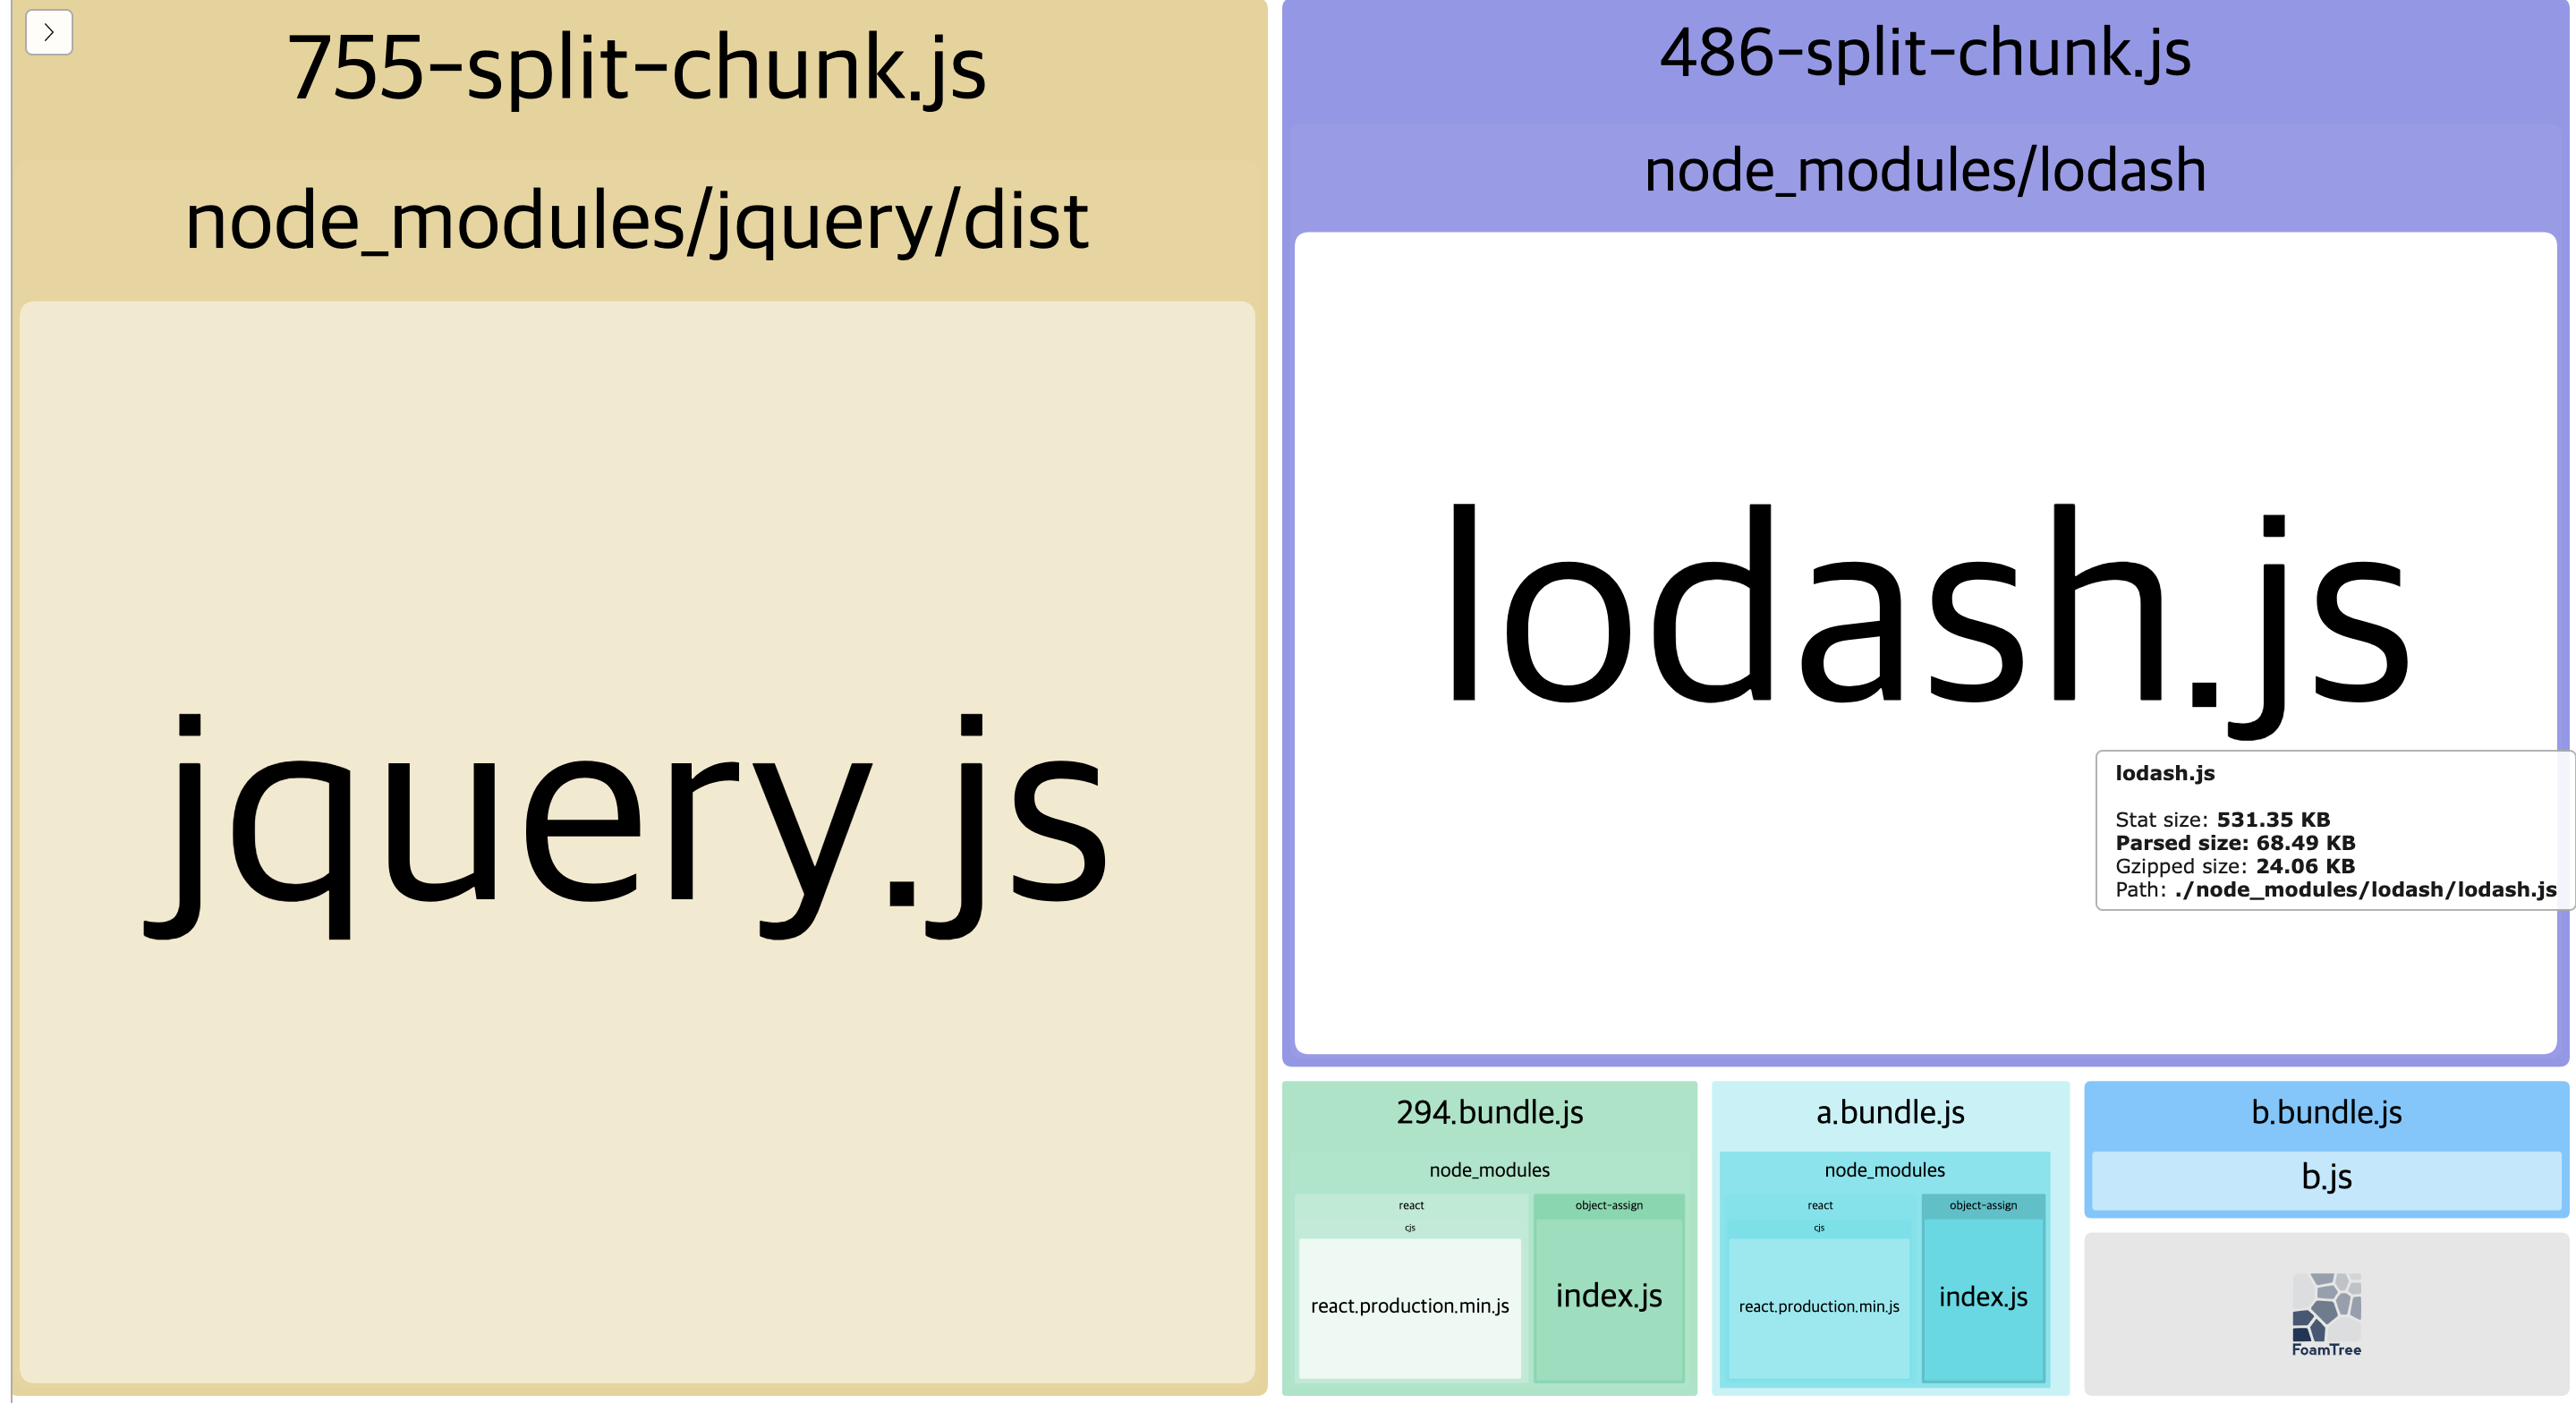 755-split-chunk.js
node_modules/jquery/dist
jquery.js
486-split-chunk.js
node_modules/lodash
lodash.js
lodash.js
Stat size: 531.35 KB
Parsed size: 68.49 KB
Gzipped size: 24.06 KB
Path: ./node_modules/lodash/lodash.js
294.bundle.js
node_modules
react
object-assign
cjs
react.production.min.js
index.js
a.bundle.js
node_modules
react
object-assign
cjs
react.production.min.js
index.js
b.bundle.js
b.js
FoamTree